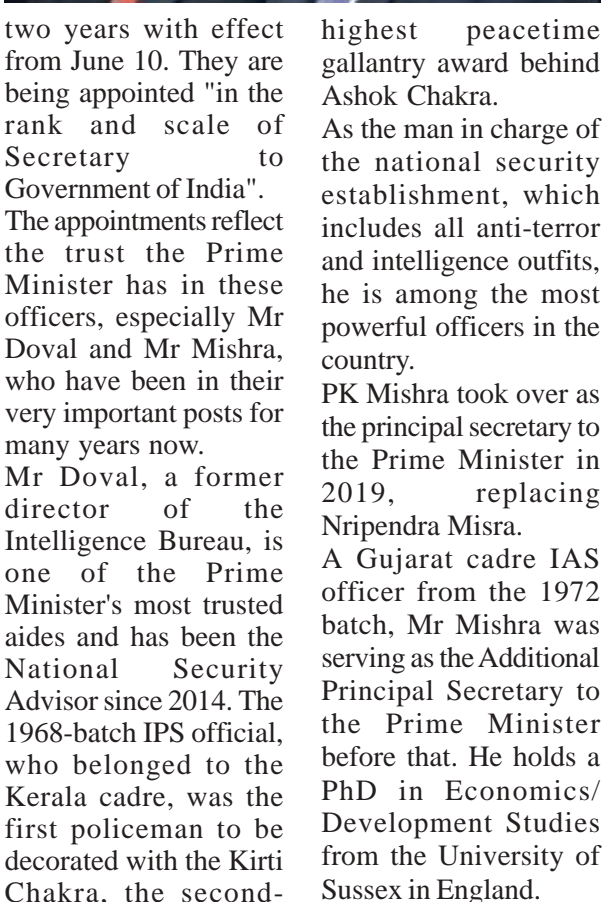 two years with effect
from June 10. They are
being appointed "in the
rank and scale of
Secretary to
Government of India".
The appointments reflect
the trust the Prime
Minister has in these
officers, especially Mr
Doval and Mr Mishra,
who have been in their
very important posts for
many years now.
Mr Doval, a former
director of the
Intelligence Bureau, is
one of the Prime
Minister's most trusted
aides and has been the
National Security
Advisor since 2014. The
1968-batch IPS official,
who belonged to the
Kerala cadre, was the
first policeman to be
decorated with the Kirti
Chakra, the second-
highest peacetime
gallantry award behind
Ashok Chakra.
As the man in charge of
the national security
establishment, which
includes all anti-terror
and intelligence outfits,
he is among the most
powerful officers in the
country.
PK Mishra took over as
the principal secretary to
the Prime Minister in
2019, replacing
Nripendra Misra.
A Gujarat cadre IAS
officer from the 1972
batch, Mr Mishra was
serving as the Additional
Principal Secretary to
the Prime Minister
before that. He holds a
PhD in Economics/
Development Studies
from the University of
Sussex in England.